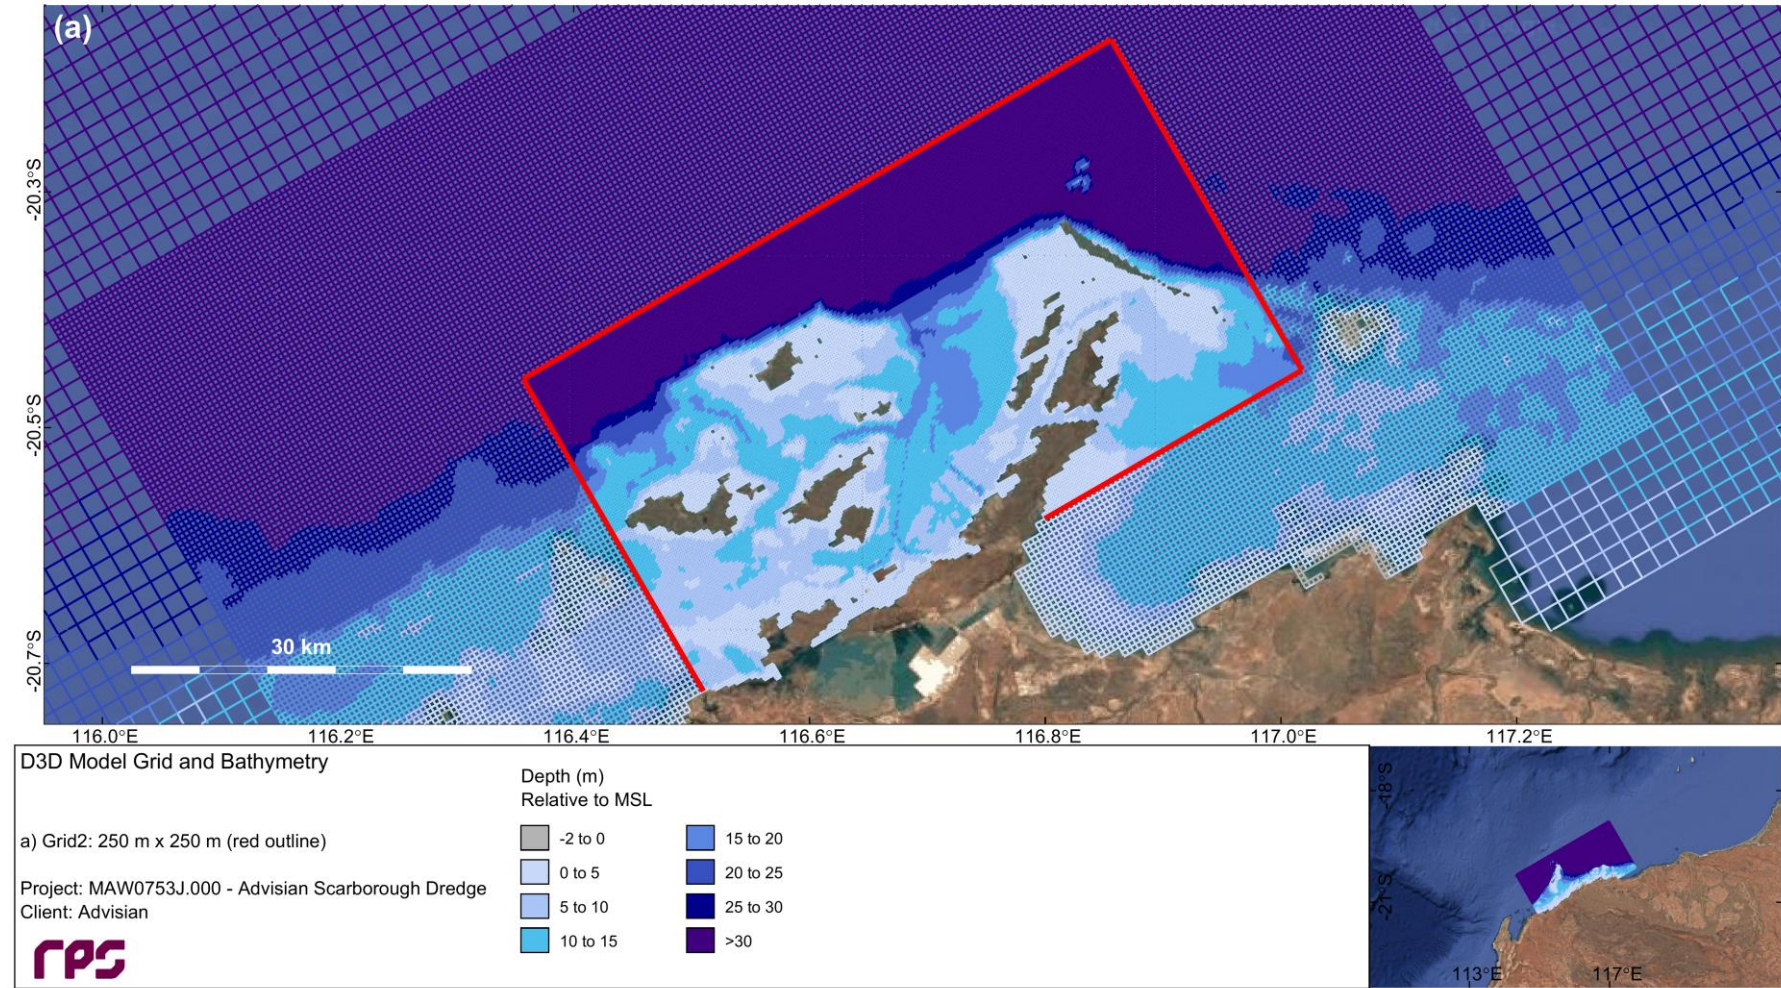 (a)
-20.3°S
-20.5°S
-20.7°S
30 km
116.0°E
116.2°E
116.4°E
116.6°E
116.8°E
117.0°E
117.2°E
D3D Model Grid and Bathymetry
a) Grid2: 250 m x 250 m (red outline)
Project: MAW0753J.000 - Advisian Scarborough Dredge
Client: Advisian
rps
Depth (m)
Relative to MSL
-2 to 0
0 to 5
5 to 10
10 to 15
15 to 20
20 to 25
25 to 30
>30
-18°S
-21°S
113°E
117°E